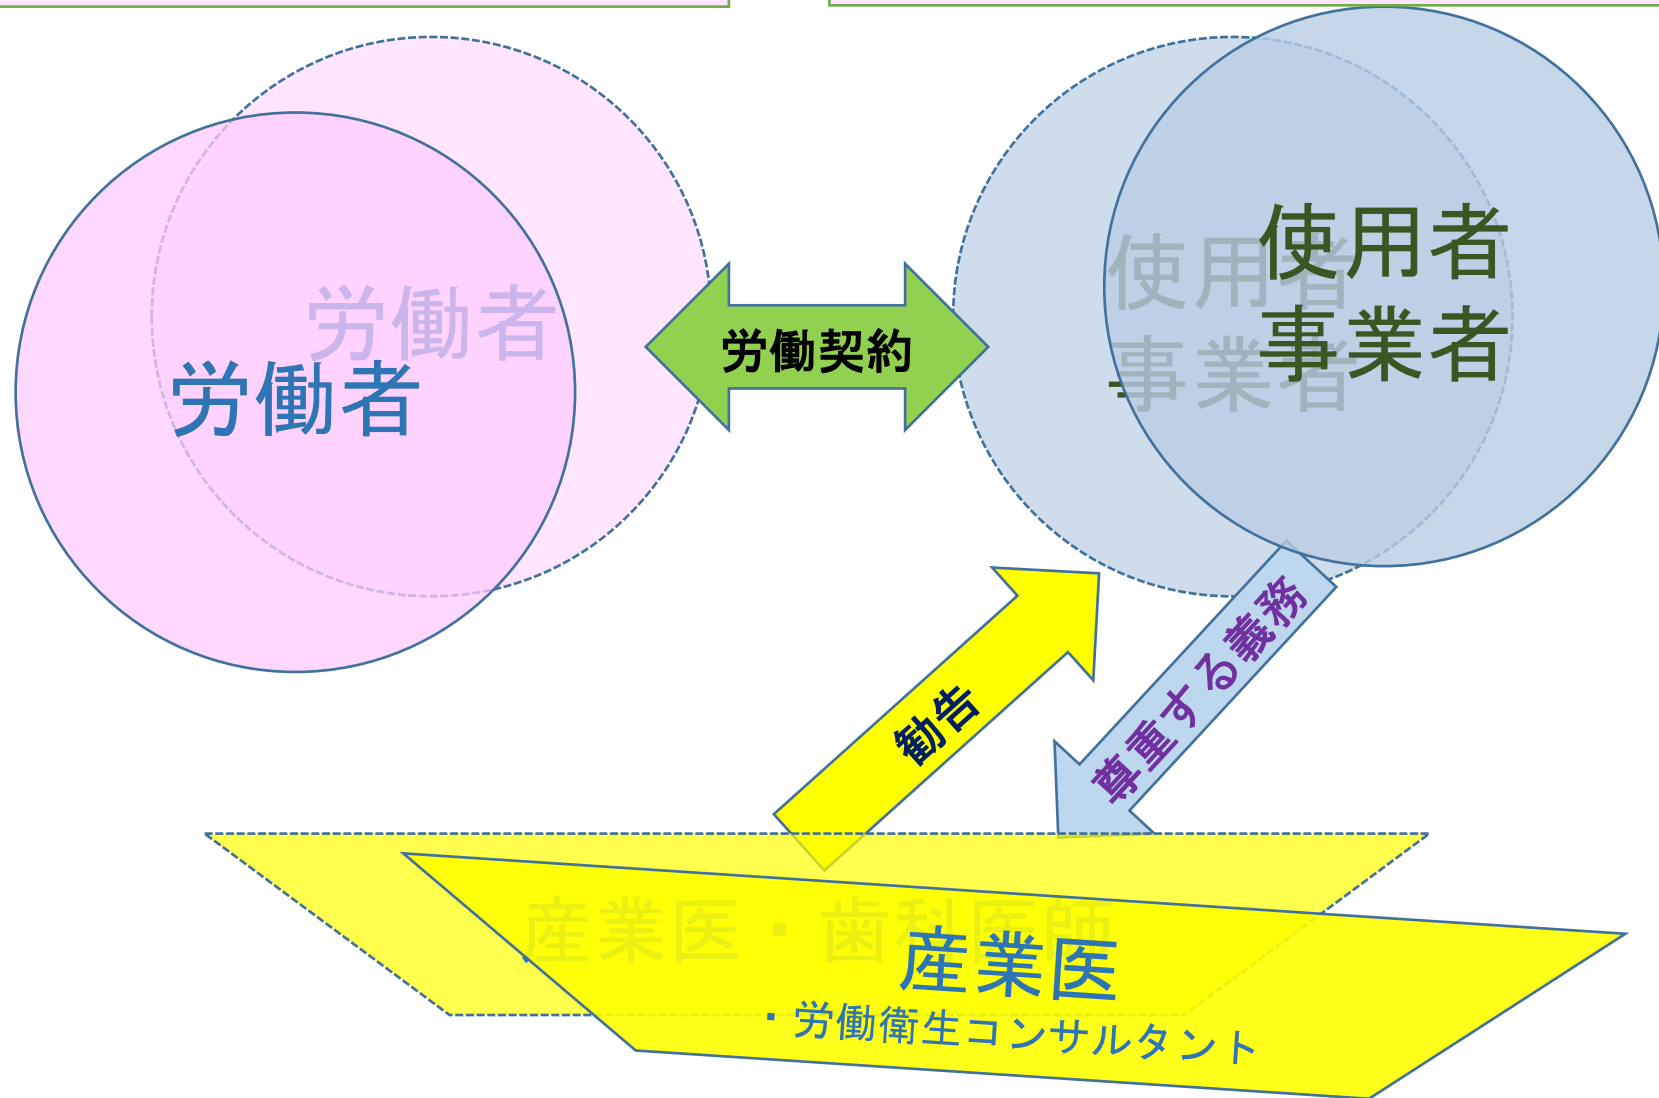 労働者
労働者
労働契約
使用者
事業者
使用者
事業者
勧告
尊重する義務
産業医・歯科医師
産業医
・労働衛生コンサルタント